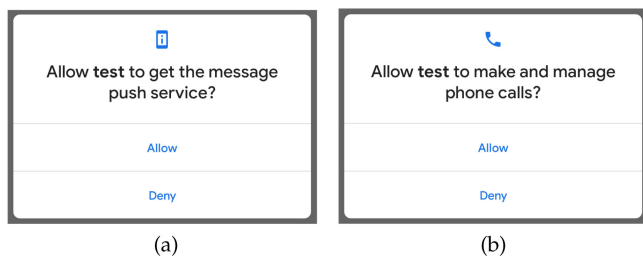 Allow test to get the message
push service?
Allow
Deny
(a)
Allow test to make and manage
phone calls?
Allow
Deny
(b)